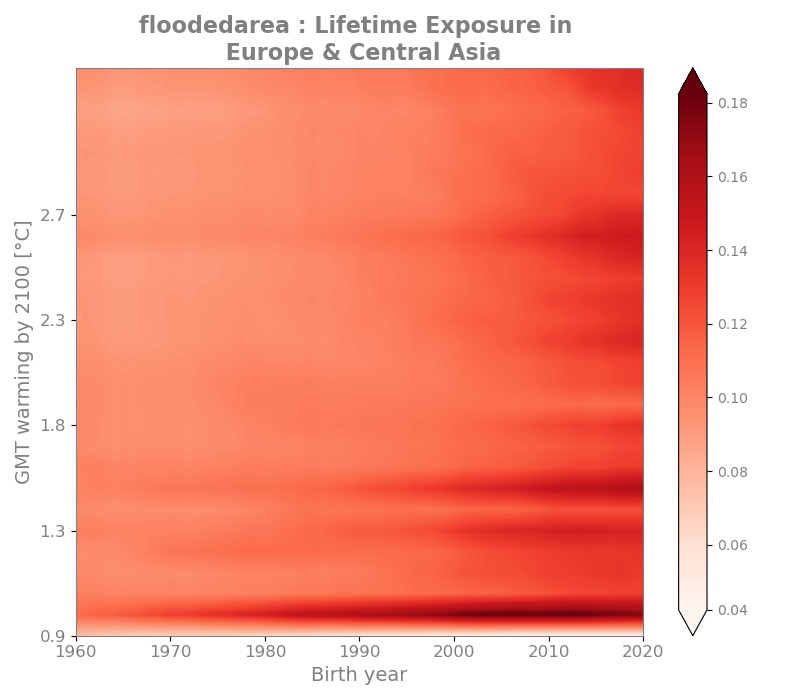 floodedarea : Lifetime Exposure in
Europe & Central Asia
GMT warming by 2100 [°C]
2.7
2.3
1.8
1.3
0.9
1960 1970 1980 1990 2000 2010 2020
Birth year
0.18
0.16
0.14
0.12
0.10
0.08
0.06
0.04